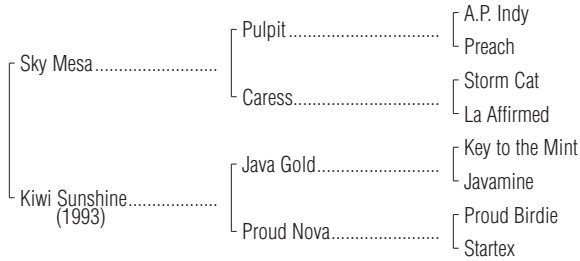 A.P. Indy
Pulpit
Preach
Sky Mesa
Storm Cat
Caress
La Affirmed
Key to the Mint
Java Gold
Javamine
Kiwi Sunshine
(1993)
Proud Birdie
Proud Nova
Startex